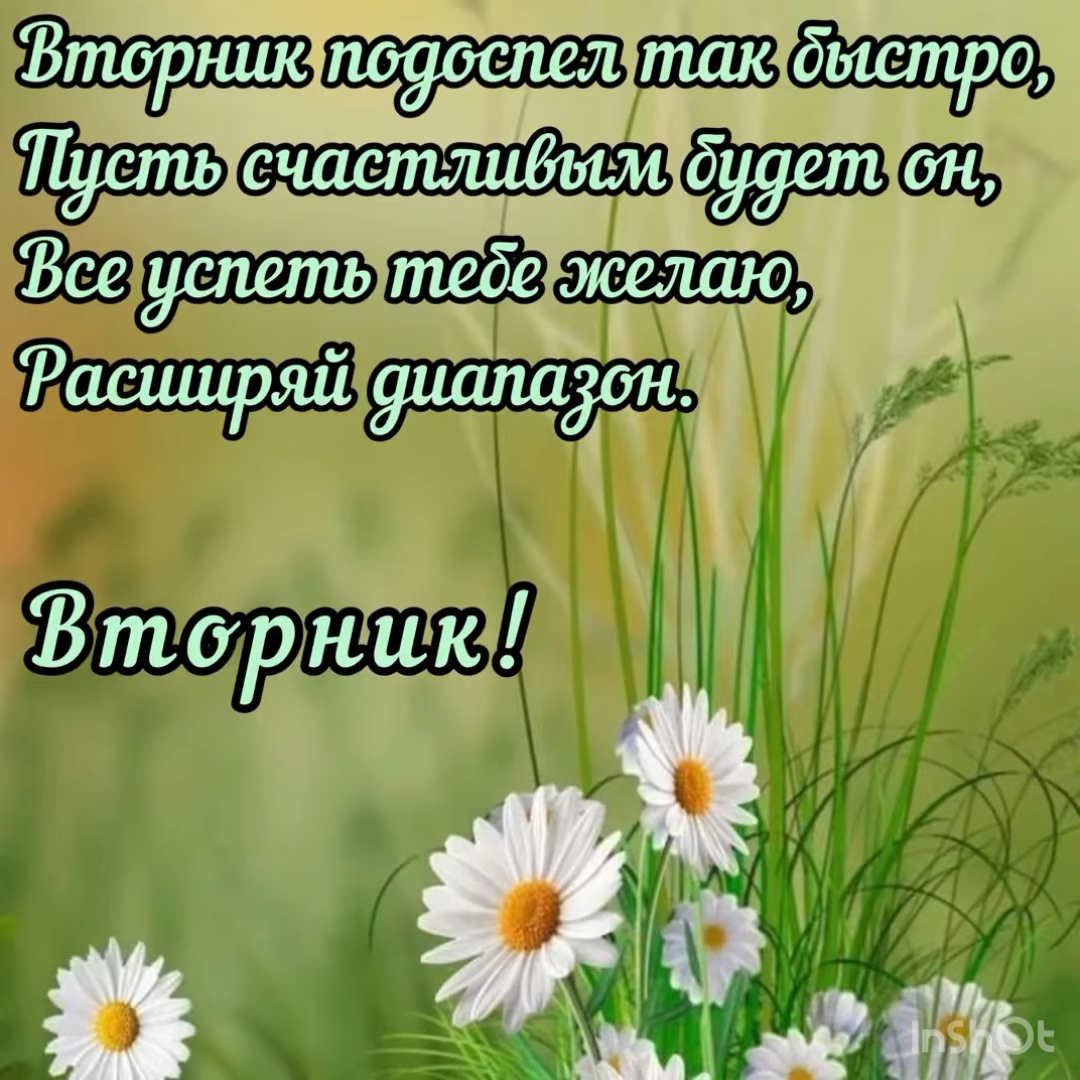 Вторник подоспел так быстро,
Пусть счастливым будет он,
Все успеть тебе желаю,
Расширяй диапазон.
Вторник!
InShOt